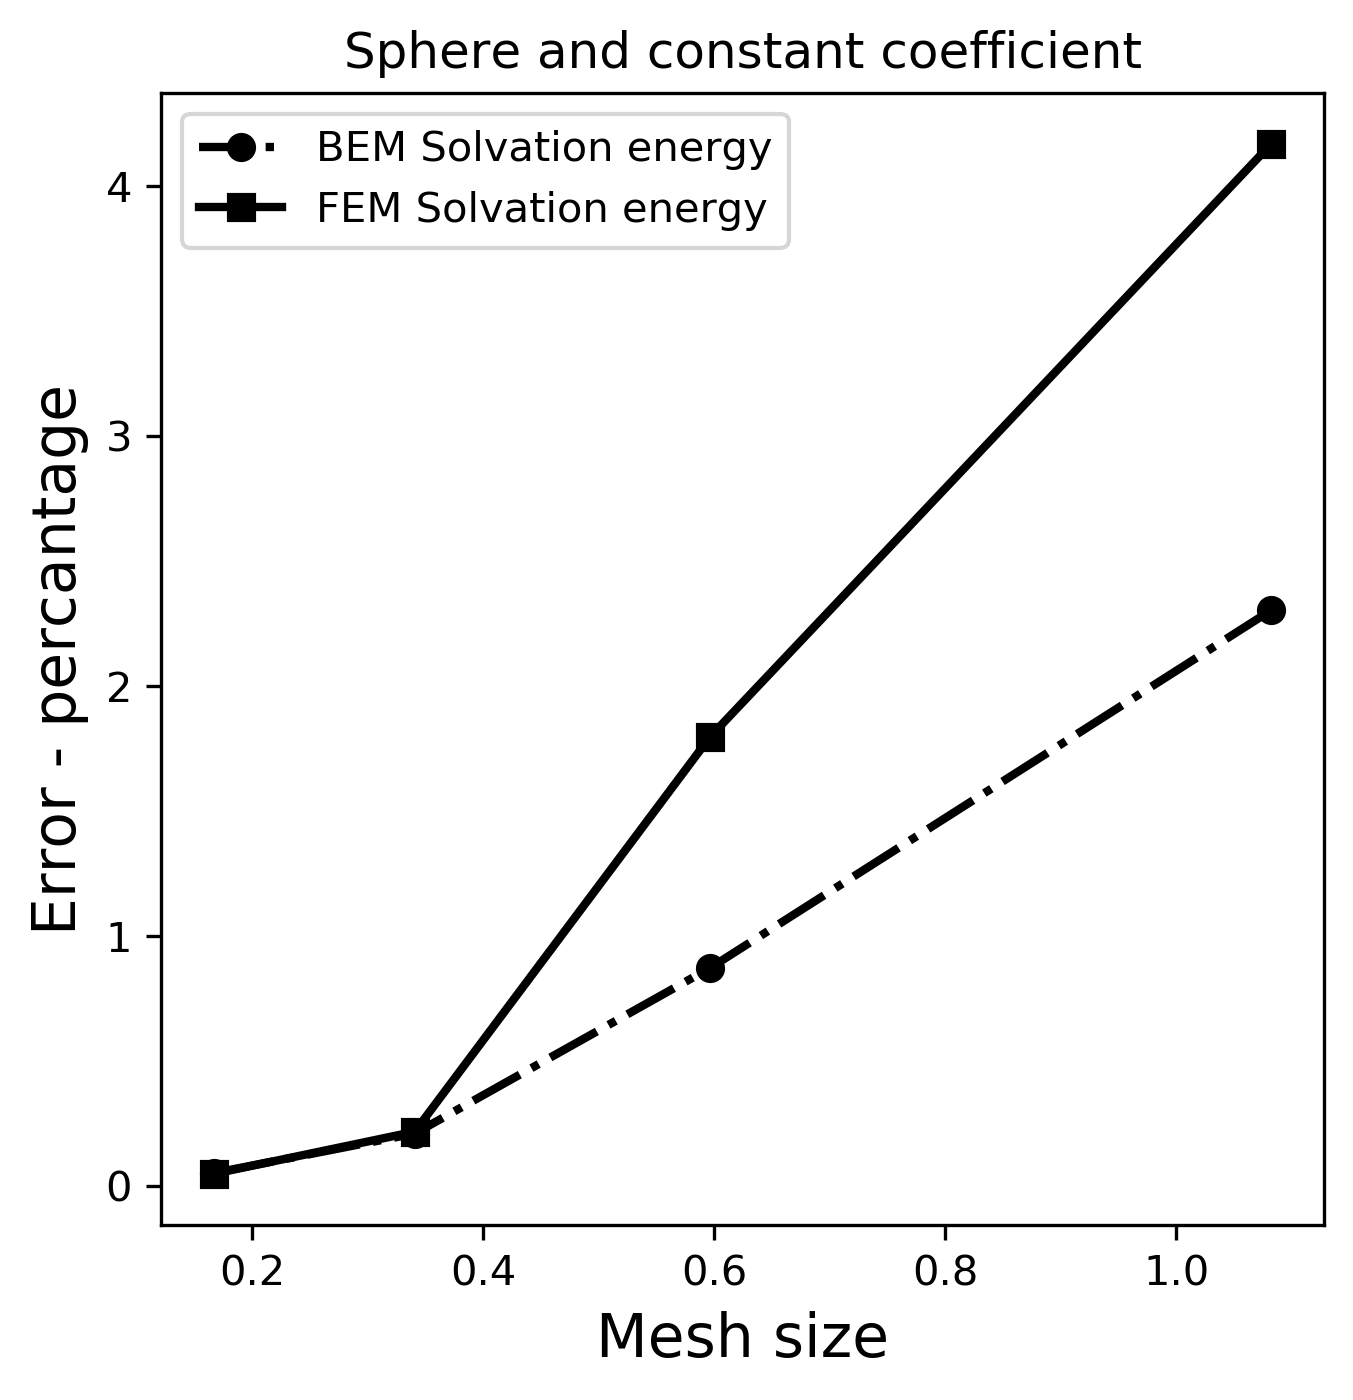 Sphere and constant coefficient
BEM Solvation energy
FEM Solvation energy
4
3
2
1
0
Error - percantage
0.2 0.4 0.6 0.8 1.0
Mesh size